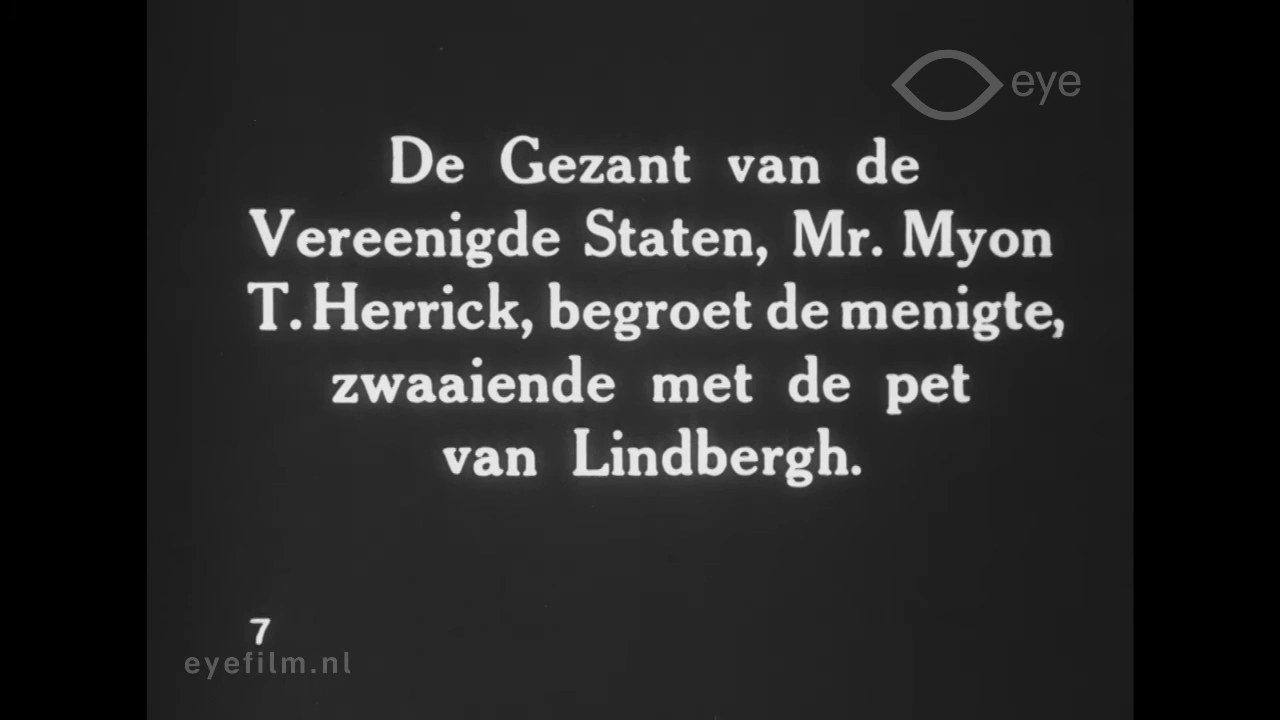 eye
De Gezant van de
Vereenigde Staten, Mr. Myon
T. Herrick, begroet de menigte,
zwaaiende met de pet
van Lindbergh.
7
eyefilm.nl